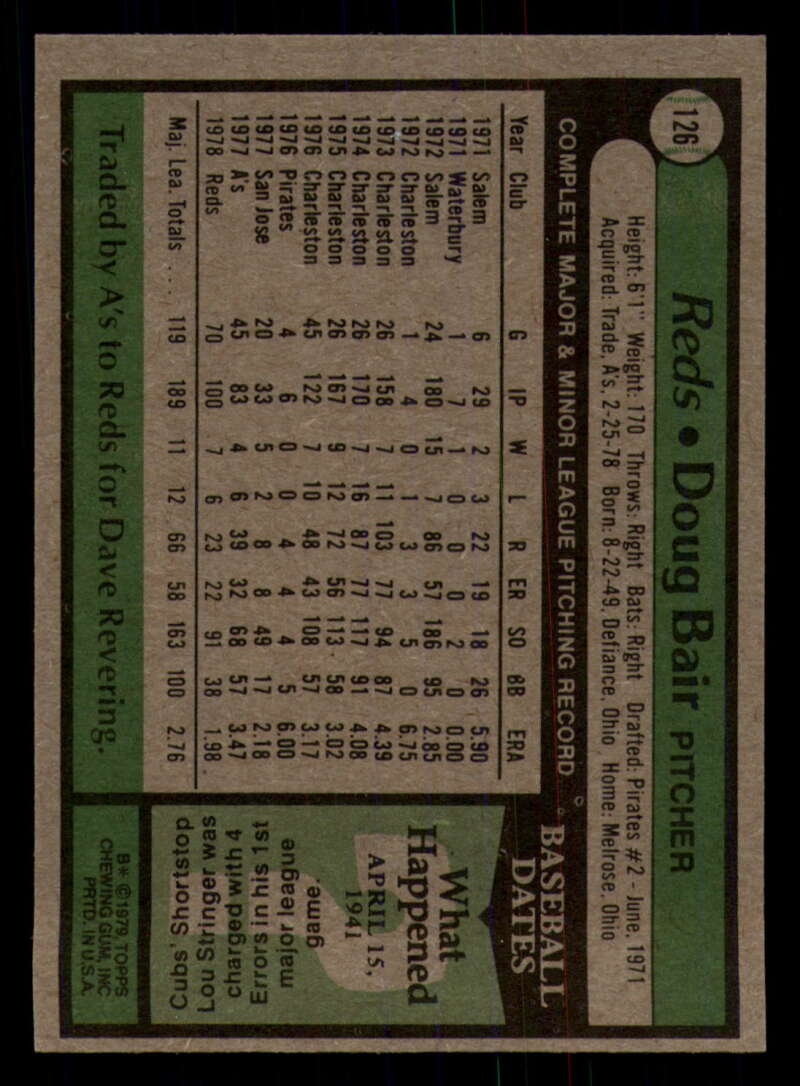 126
Reds • Doug Bair PITCHER
Height: 6'1" Weight: 170 Throws: Right Bats: Right Drafted: Pirates #2 - June, 1971
Acquired: Trade, A's, 2-25-78 Born: 8-22-49, Defiance, Ohio Home: Melrose, Ohio
COMPLETE MAJOR & MINOR LEAGUE PITCHING RECORD
Year Club G IP W L R ER SO BB ERA
1971 Salem 6 29 2 3 22 19 18 26 5.90
1971 Waterbury 1 7 1 0 0 0 2 0 0.00
1972 Salem 24 180 15 7 86 57 186 95 2.85
1972 Charleston 1 4 0 1 3 3 5 0 6.75
1973 Charleston 26 158 7 11 103 77 94 87 4.39
1974 Charleston 26 170 7 16 87 77 117 91 4.08
1975 Charleston 26 167 9 12 72 56 113 58 3.02
1976 Charleston 45 122 7 10 48 43 108 57 3.17
1976 Pirates 4 6 0 0 4 4 4 5 6.00
1977 San Jose 20 33 5 2 8 8 49 17 2.18
1977 A's 45 83 4 6 39 32 68 57 3.47
1978 Reds 70 100 7 6 23 22 91 38 1.98
Maj. Lea. Totals . . . . 119 189 11 12 66 58 163 100 2.76
Traded by A's to Reds for Dave Revering.
BASEBALL
DATES
What
Happened
APRIL 15,
1941
Cubs' Shortstop
Lou Stringer was
charged with 4
Errors in his 1st
major league
game.
B* © 1979 TOPPS
CHEWING GUM, INC.
PRTD. IN U.S.A.